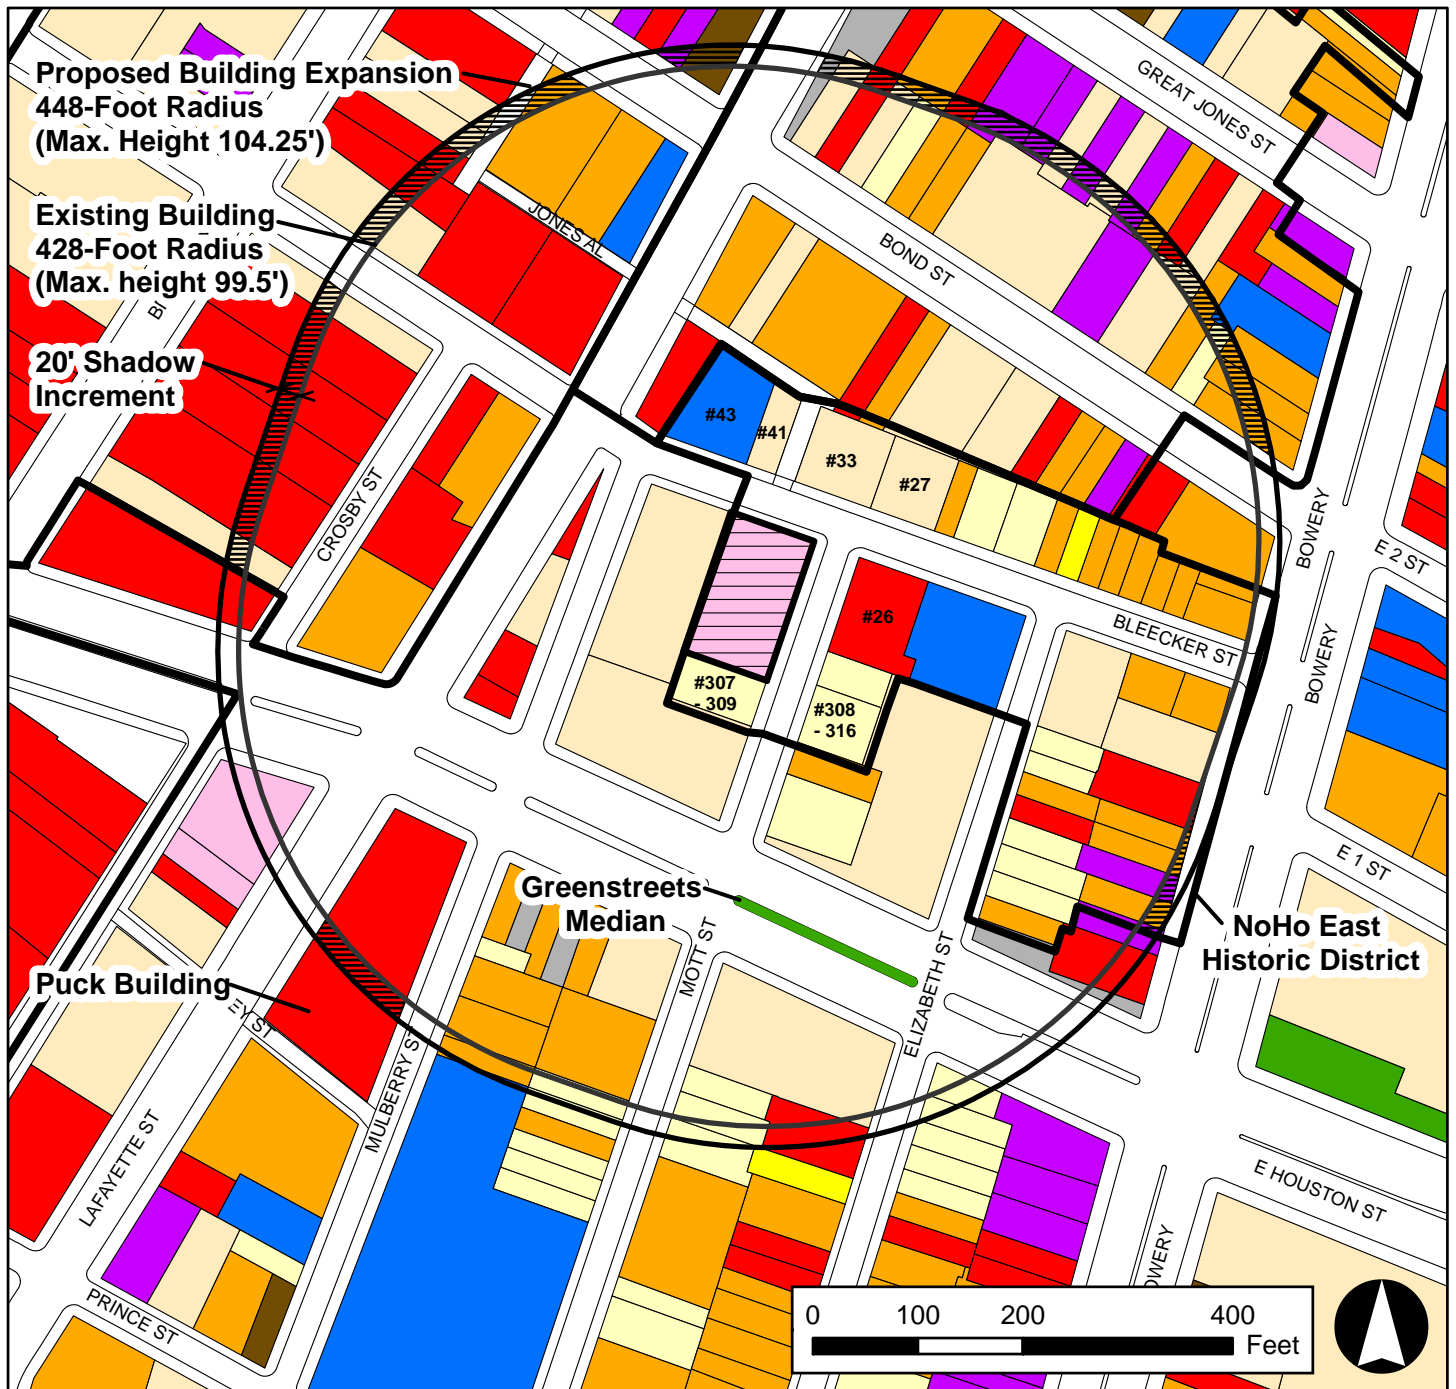 Proposed Building Expansion
448-Foot Radius
(Max. Height 104.25')
Existing Building
428-Foot Radius
(Max. height 99.5')
20' Shadow
Increment
GREAT JONES ST
JONES AL
BOND ST
CROSBY ST
#43
#41
#33
#27
#26
#307
- 309
#308
- 316
BLEECKER ST
BOWERY
E 2 ST
BOWERY
E 1 ST
Greenstreets
Median
NoHo East
Historic District
Puck Building
EY ST
MOTT ST
ELIZABETH ST
MULBERRY ST
LAFAYETTE ST
PRINCE ST
E HOUSTON ST
OWERY
0 100 200 400
Feet